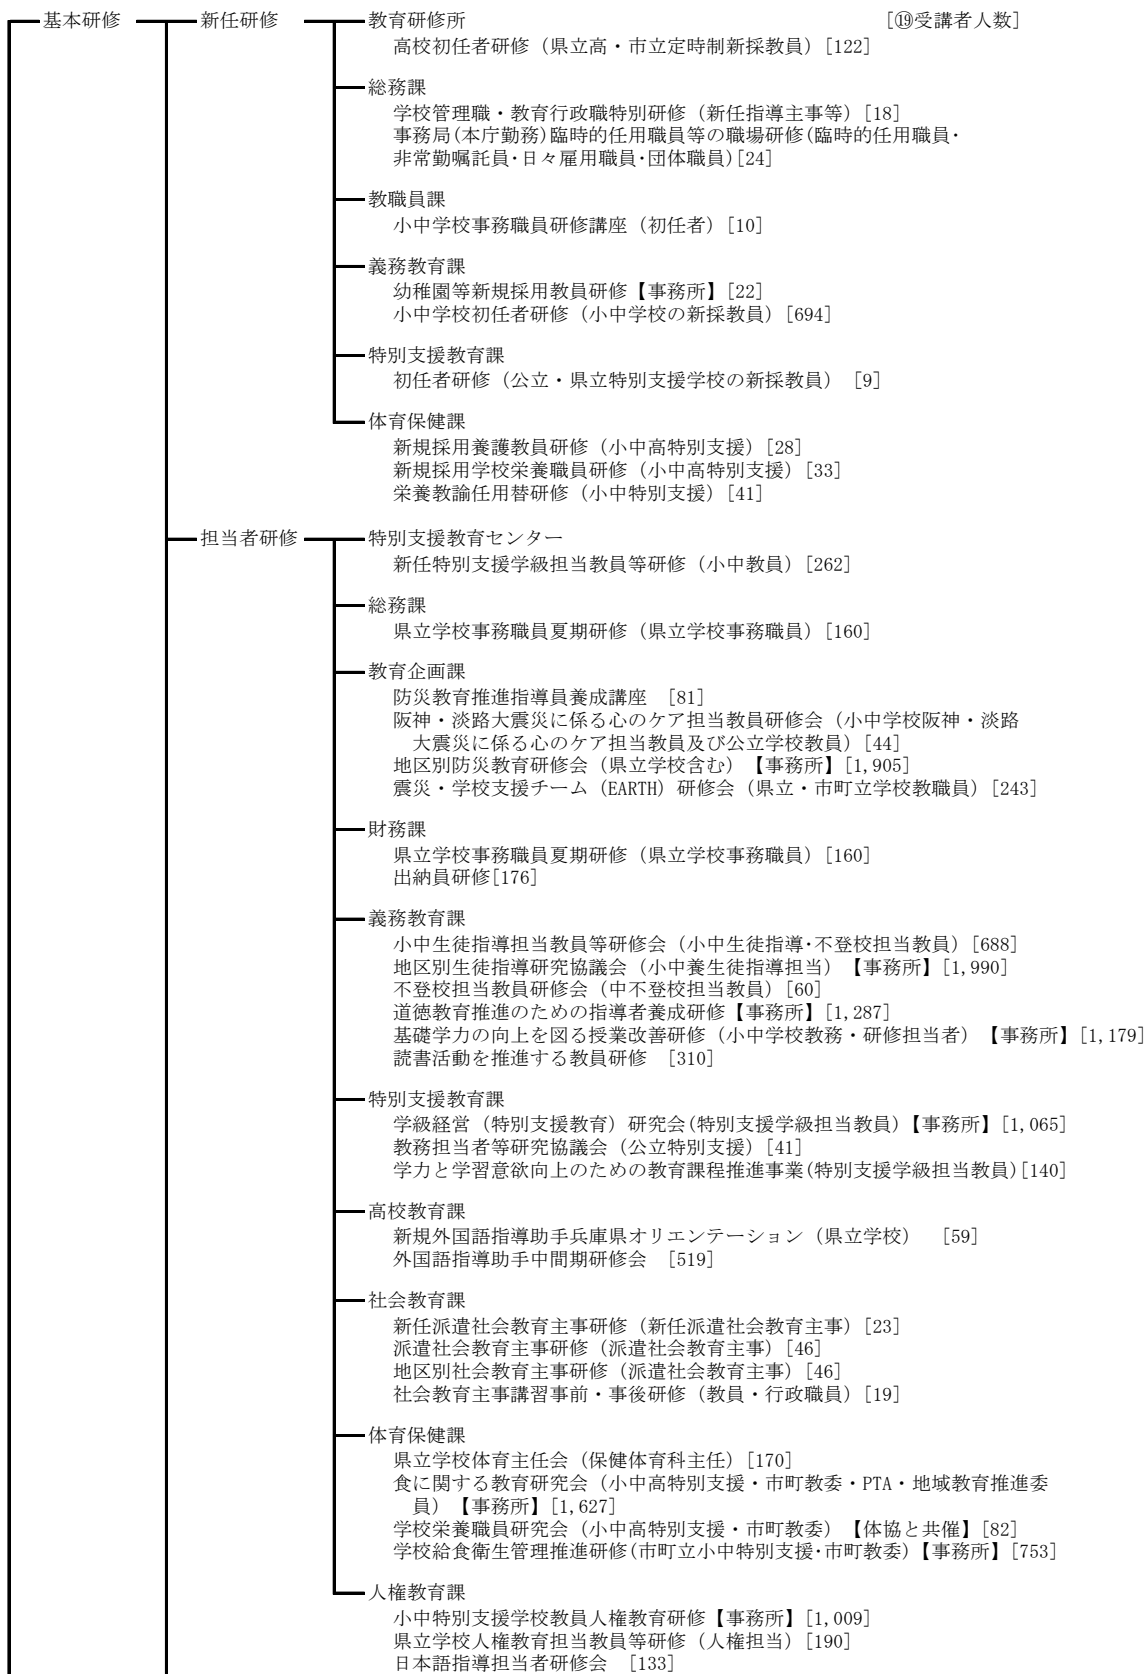 基本研修 新任研修 教育研修所 [⑲受講者人数]
高校初任者研修（県立高・市立定時制新採教員）[122]
総務課
学校管理職・教育行政職特別研修（新任指導主事等）[18]
事務局(本庁勤務)臨時的任用職員等の職場研修(臨時的任用職員・
非常勤嘱託員・日々雇用職員・団体職員)[24]
教職員課
小中学校事務職員研修講座（初任者）[10]
義務教育課
幼稚園等新規採用教員研修【事務所】[22]
小中学校初任者研修（小中学校の新採教員）[694]
特別支援教育課
初任者研修（公立・県立特別支援学校の新採教員） [9]
体育保健課
新規採用養護教員研修（小中高特別支援）[28]
新規採用学校栄養職員研修（小中高特別支援）[33]
栄養教諭任用替研修（小中特別支援）[41]
担当者研修 特別支援教育センター
新任特別支援学級担当教員等研修（小中教員）[262]
総務課
県立学校事務職員夏期研修（県立学校事務職員）[160]
教育企画課
防災教育推進指導員養成講座 [81]
阪神・淡路大震災に係る心のケア担当教員研修会（小中学校阪神・淡路
大震災に係る心のケア担当教員及び公立学校教員）[44]
地区別防災教育研修会（県立学校含む）【事務所】[1,905]
震災・学校支援チーム（EARTH）研修会（県立・市町立学校教職員）[243]
財務課
県立学校事務職員夏期研修（県立学校事務職員）[160]
出納員研修[176]
義務教育課
小中生徒指導担当教員等研修会（小中生徒指導・不登校担当教員）[688]
地区別生徒指導研究協議会（小中養生徒指導担当）【事務所】[1,990]
不登校担当教員研修会（中不登校担当教員）[60]
道徳教育推進のための指導者養成研修【事務所】[1,287]
基礎学力の向上を図る授業改善研修（小中学校教務・研修担当者）【事務所】[1,179]
読書活動を推進する教員研修 [310]
特別支援教育課
学級経営（特別支援教育）研究会(特別支援学級担当教員)【事務所】[1,065]
教務担当者等研究協議会（公立特別支援）[41]
学力と学習意欲向上のための教育課程推進事業(特別支援学級担当教員)[140]
高校教育課
新規外国語指導助手兵庫県オリエンテーション（県立学校） [59]
外国語指導助手中間期研修会 [519]
社会教育課
新任派遣社会教育主事研修（新任派遣社会教育主事）[23]
派遣社会教育主事研修（派遣社会教育主事）[46]
地区別社会教育主事研修（派遣社会教育主事）[46]
社会教育主事講習事前・事後研修（教員・行政職員）[19]
体育保健課
県立学校体育主任会（保健体育科主任）[170]
食に関する教育研究会（小中高特別支援・市町教委・PTA・地域教育推進委
員）【事務所】[1,627]
学校栄養職員研究会（小中高特別支援・市町教委）【体協と共催】[82]
学校給食衛生管理推進研修(市町立小中特別支援・市町教委)【事務所】[753]
人権教育課
小中特別支援学校教員人権教育研修【事務所】[1,009]
県立学校人権教育担当教員等研修（人権担当）[190]
日本語指導担当者研修会 [133]